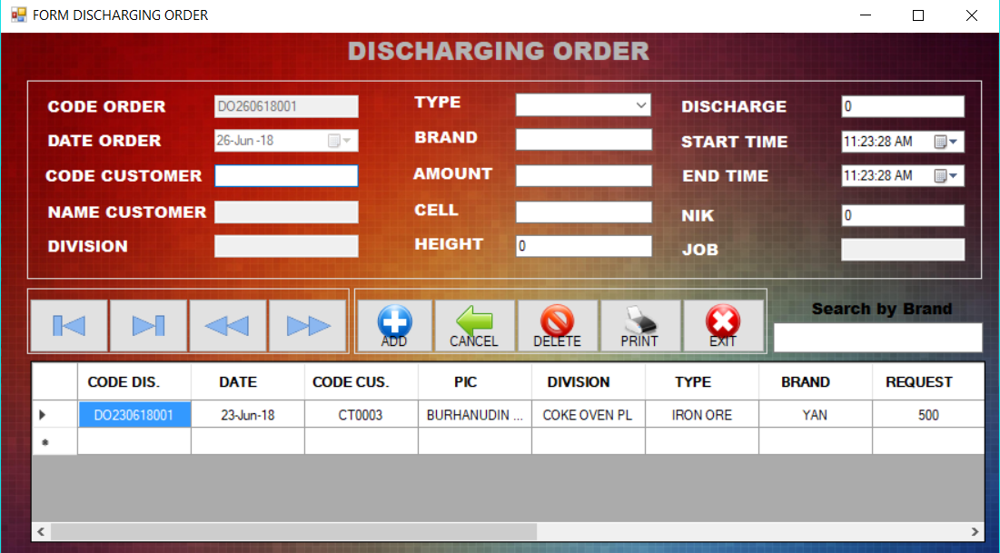 FORM DISCHARGING ORDER
DISCHARGING ORDER
CODE ORDER DO260618001 TYPE DISCHARGE 0
DATE ORDER 26-Jun -18 BRAND START TIME 11:23:28 AM
CODE CUSTOMER AMOUNT END TIME 11:23:28 AM
NAME CUSTOMER CELL NIK 0
DIVISION HEIGHT 0 JOB
Search by Brand
ADD CANCEL DELETE PRINT EXIT
CODE DIS. DATE CODE CUS. PIC DIVISION TYPE BRAND REQUEST
DO230618001 23-Jun-18 CT0003 BURHANUDIN ... COKE OVEN PL IRON ORE YAN 500